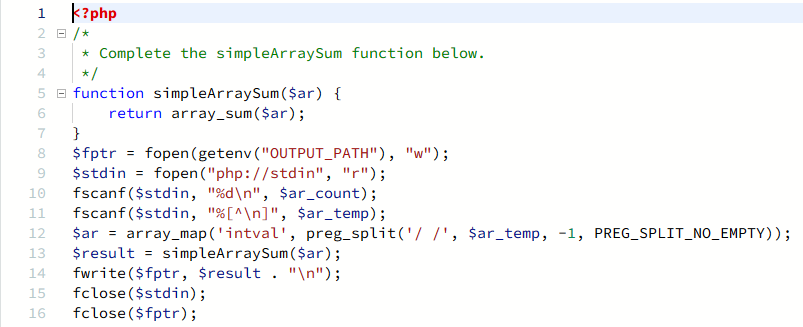 1 <?php
2 /*
3 * Complete the simpleArraySum function below.
4 */
5 function simpleArraySum($ar) {
6 return array_sum($ar);
7 }
8 $fptr = fopen(getenv("OUTPUT_PATH"), "w");
9 $stdin = fopen("php://stdin", "r");
10 fscanf($stdin, "%d\n", $ar_count);
11 fscanf($stdin, "%[^\n]", $ar_temp);
12 $ar = array_map('intval', preg_split('/ /', $ar_temp, -1, PREG_SPLIT_NO_EMPTY));
13 $result = simpleArraySum($ar);
14 fwrite($fptr, $result . "\n");
15 fclose($stdin);
16 fclose($fptr);